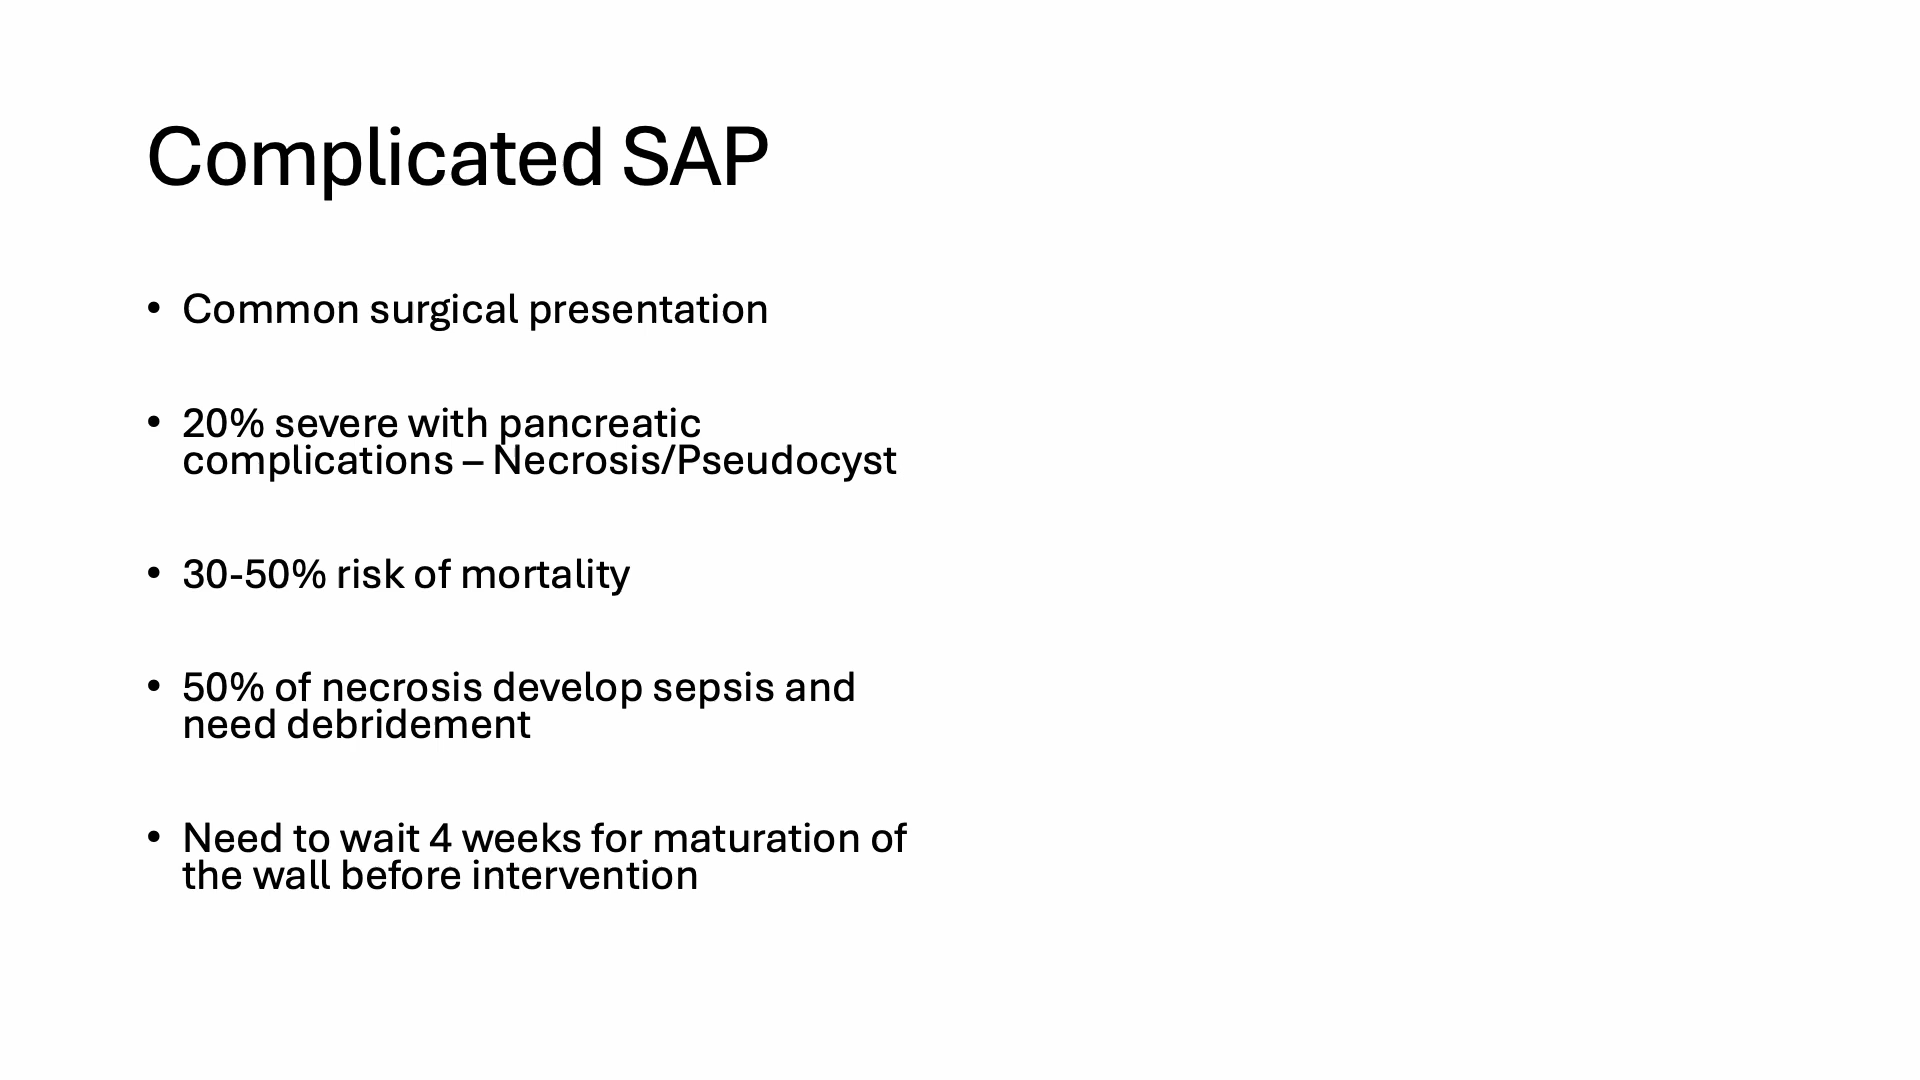 Complicated SAP
• Common surgical presentation
• 20% severe with pancreatic
complications – Necrosis/Pseudocyst
• 30-50% risk of mortality
• 50% of necrosis develop sepsis and
need debridement
• Need to wait 4 weeks for maturation of
the wall before intervention